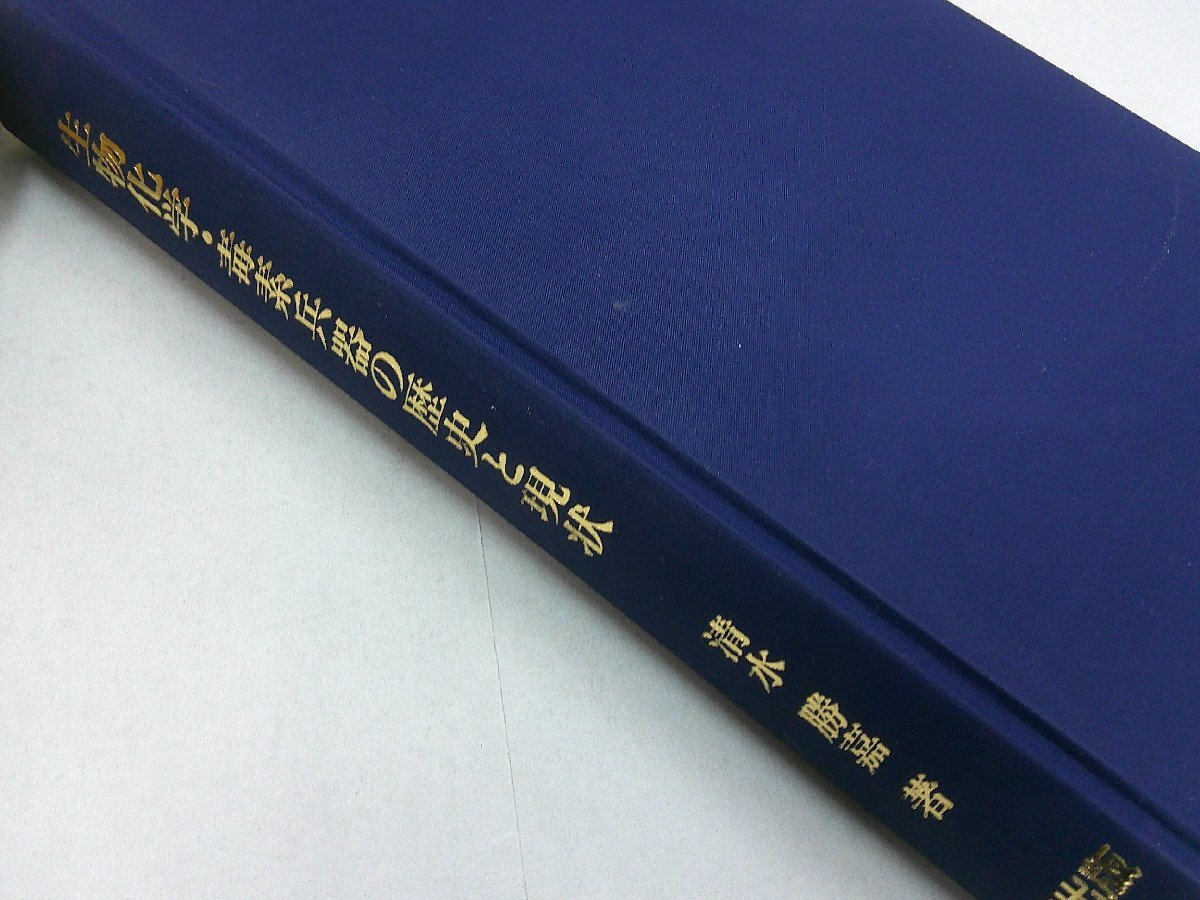 生物化学・毒素兵器の歴史と現状
清水 勝嘉 著